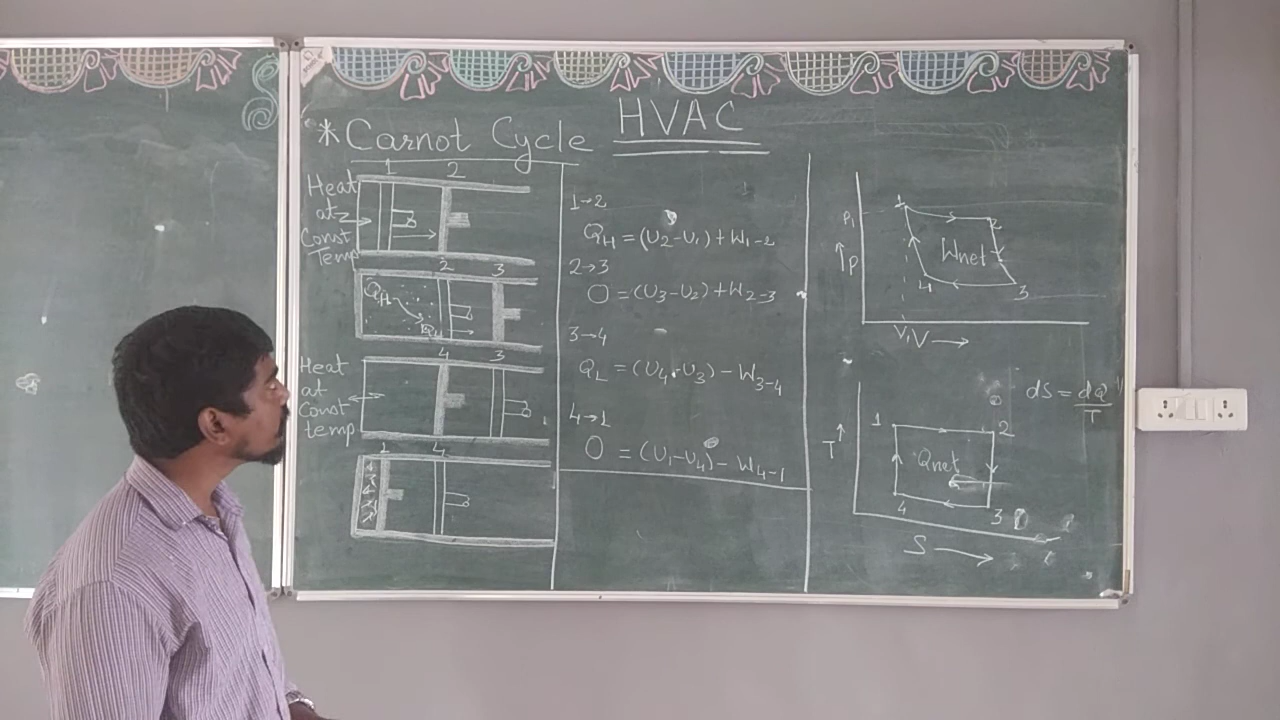 HVAC
* Carnot Cycle
1 2
Heat
at
Const
Temp
2 3
QH
4 3
Heat
at
Const
temp
1 4
1→2
QH = (U2-U1) + W1-2
2→3
0 = (U3-U2) + W2-3
3→4
QL = (U4-U3) - W3-4
4→1
0 = (U1-U4) - W4-1
1
P1
2
↑P
Wnet
4
3
V1 V →
dS = dQ
T
1 2
T↑
Qnet
4
3
S →